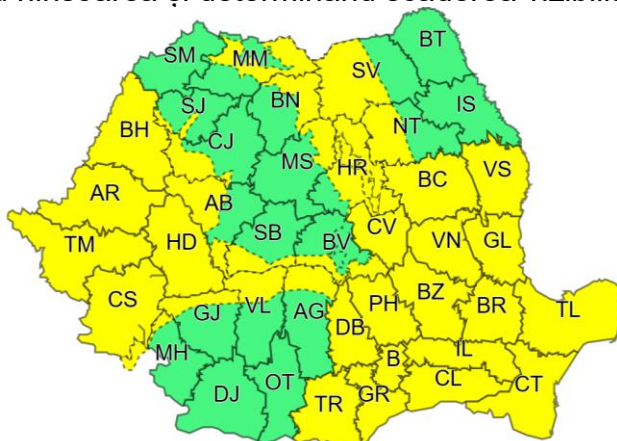 BT
SM
MM
SV
SJ
BN
IS
BH
CJ
NT
MS
HR
BC
VS
AR
AB
TM
HD
SB
BV
CV
VN
GL
CS
GJ
VL
AG
DB
PH
BZ
BR
TL
MH
B
IL
DJ
OT
TR
GR
CL
CT